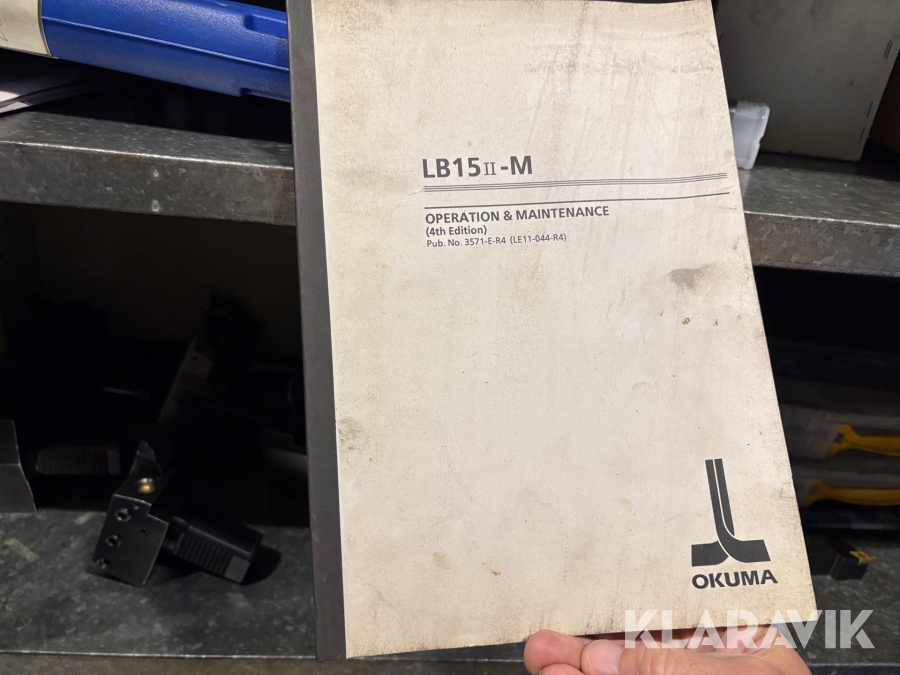 LB15II-M
OPERATION & MAINTENANCE
(4th Edition)
Pub. No. 3571-E-R4 (LE11-044-R4)
OKUMA
KLARAVIK